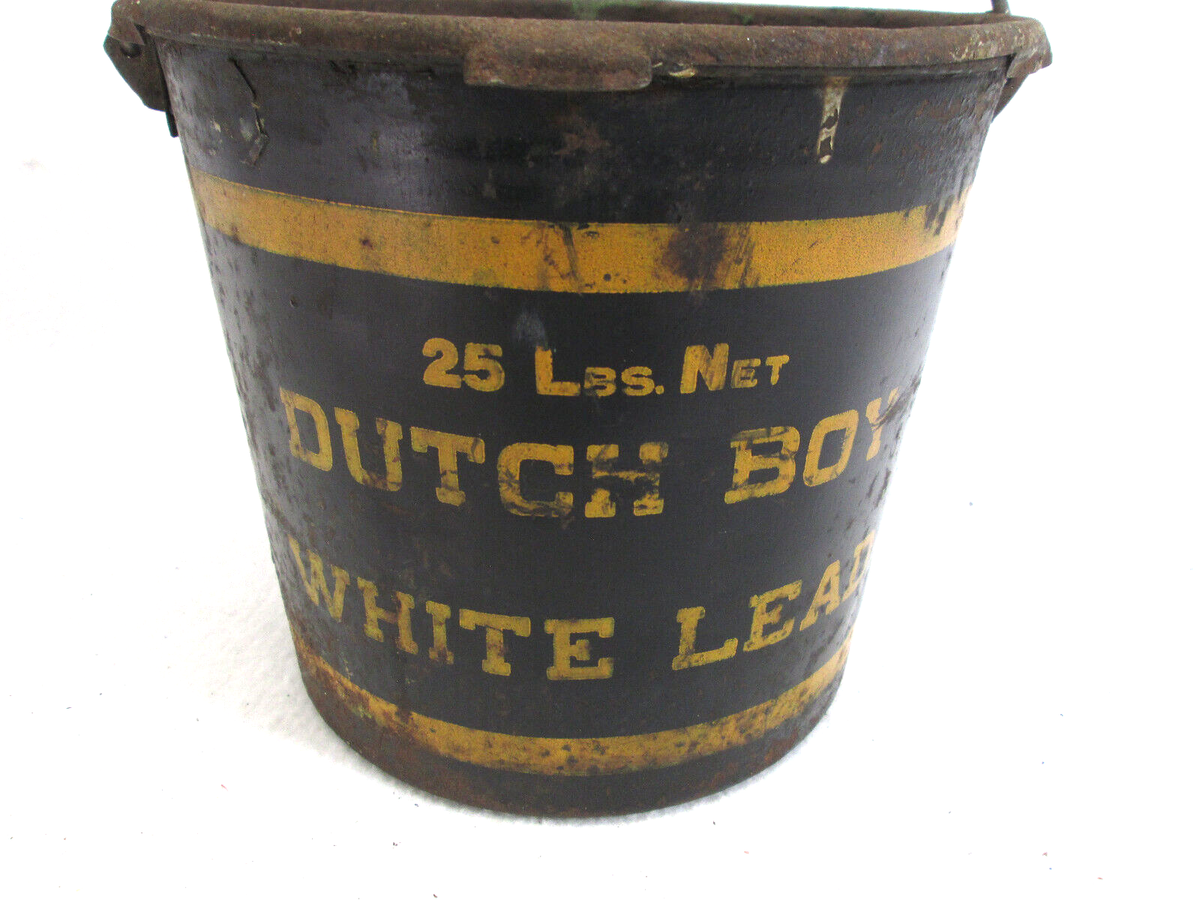 25 LBS. NET
DUTCH BOY
WHITE LEAD